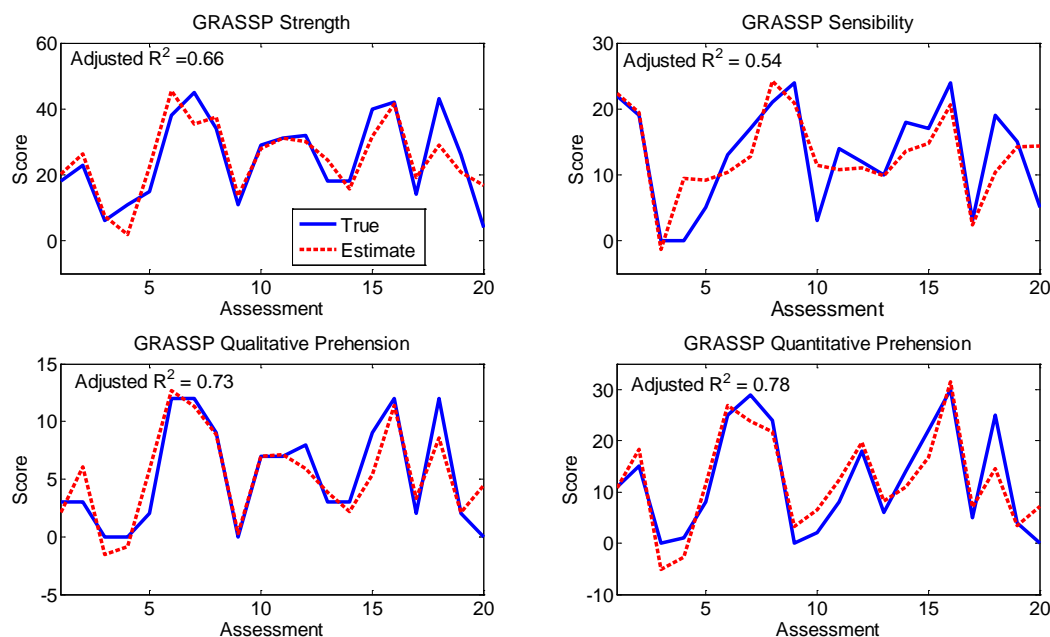 GRASSP Strength
Adjusted R² =0.66
Score
60
40
20
0
True
Estimate
5
10
15
20
Assessment
GRASSP Sensibility
Adjusted R² = 0.54
Score
30
20
10
0
5
10
15
20
Assessment
GRASSP Qualitative Prehension
Adjusted R² = 0.73
Score
15
10
5
0
-5
5
10
15
20
Assessment
GRASSP Quantitative Prehension
Adjusted R² = 0.78
Score
30
20
10
0
-10
5
10
15
20
Assessment